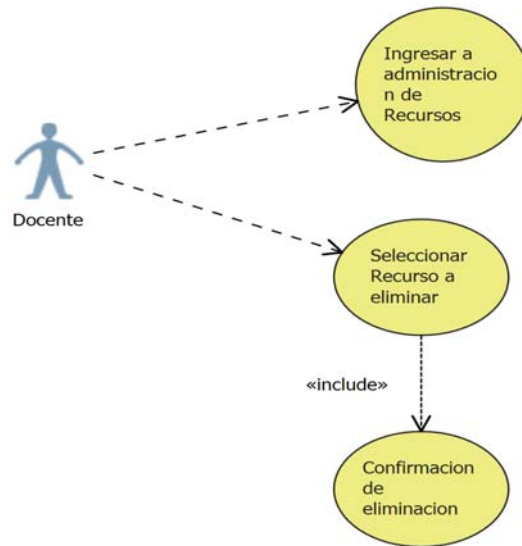 Ingresar a
administracio
n de
Recursos
Docente
Seleccionar
Recurso a
eliminar
«include»
Confirmacion
de
eliminacion